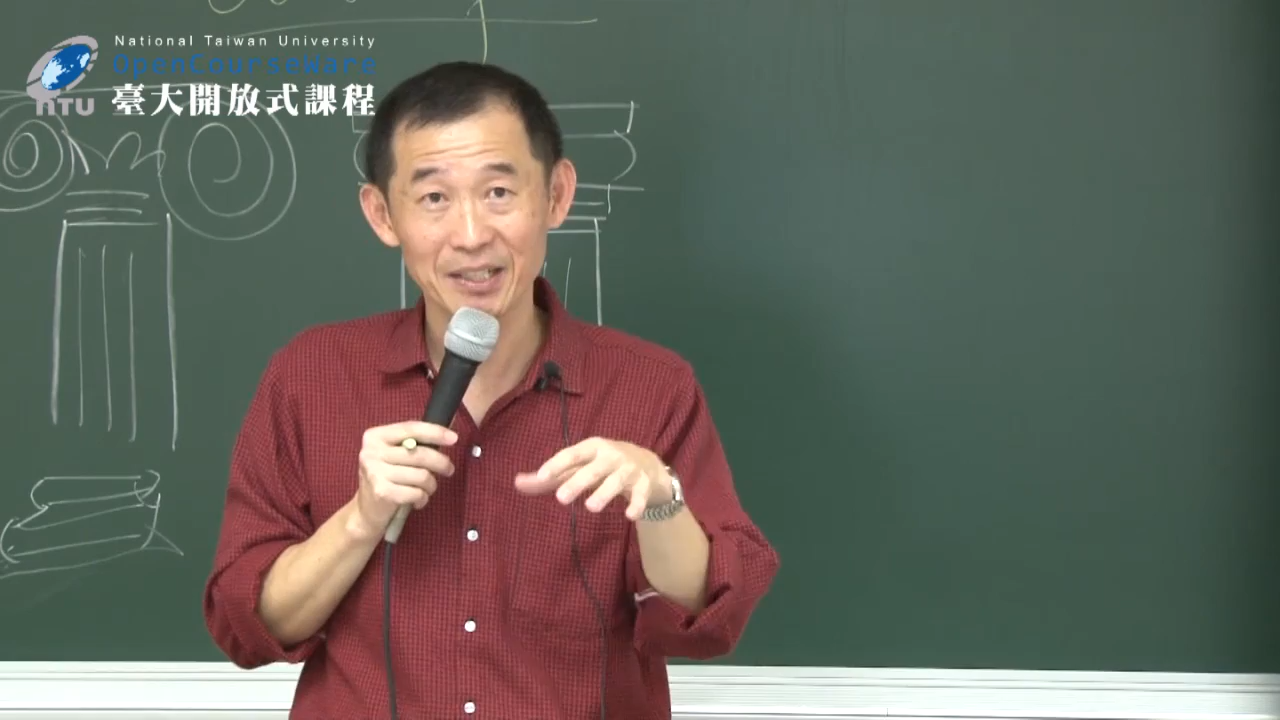 National Taiwan University
OpenCourseWare
NTU 臺大開放式課程